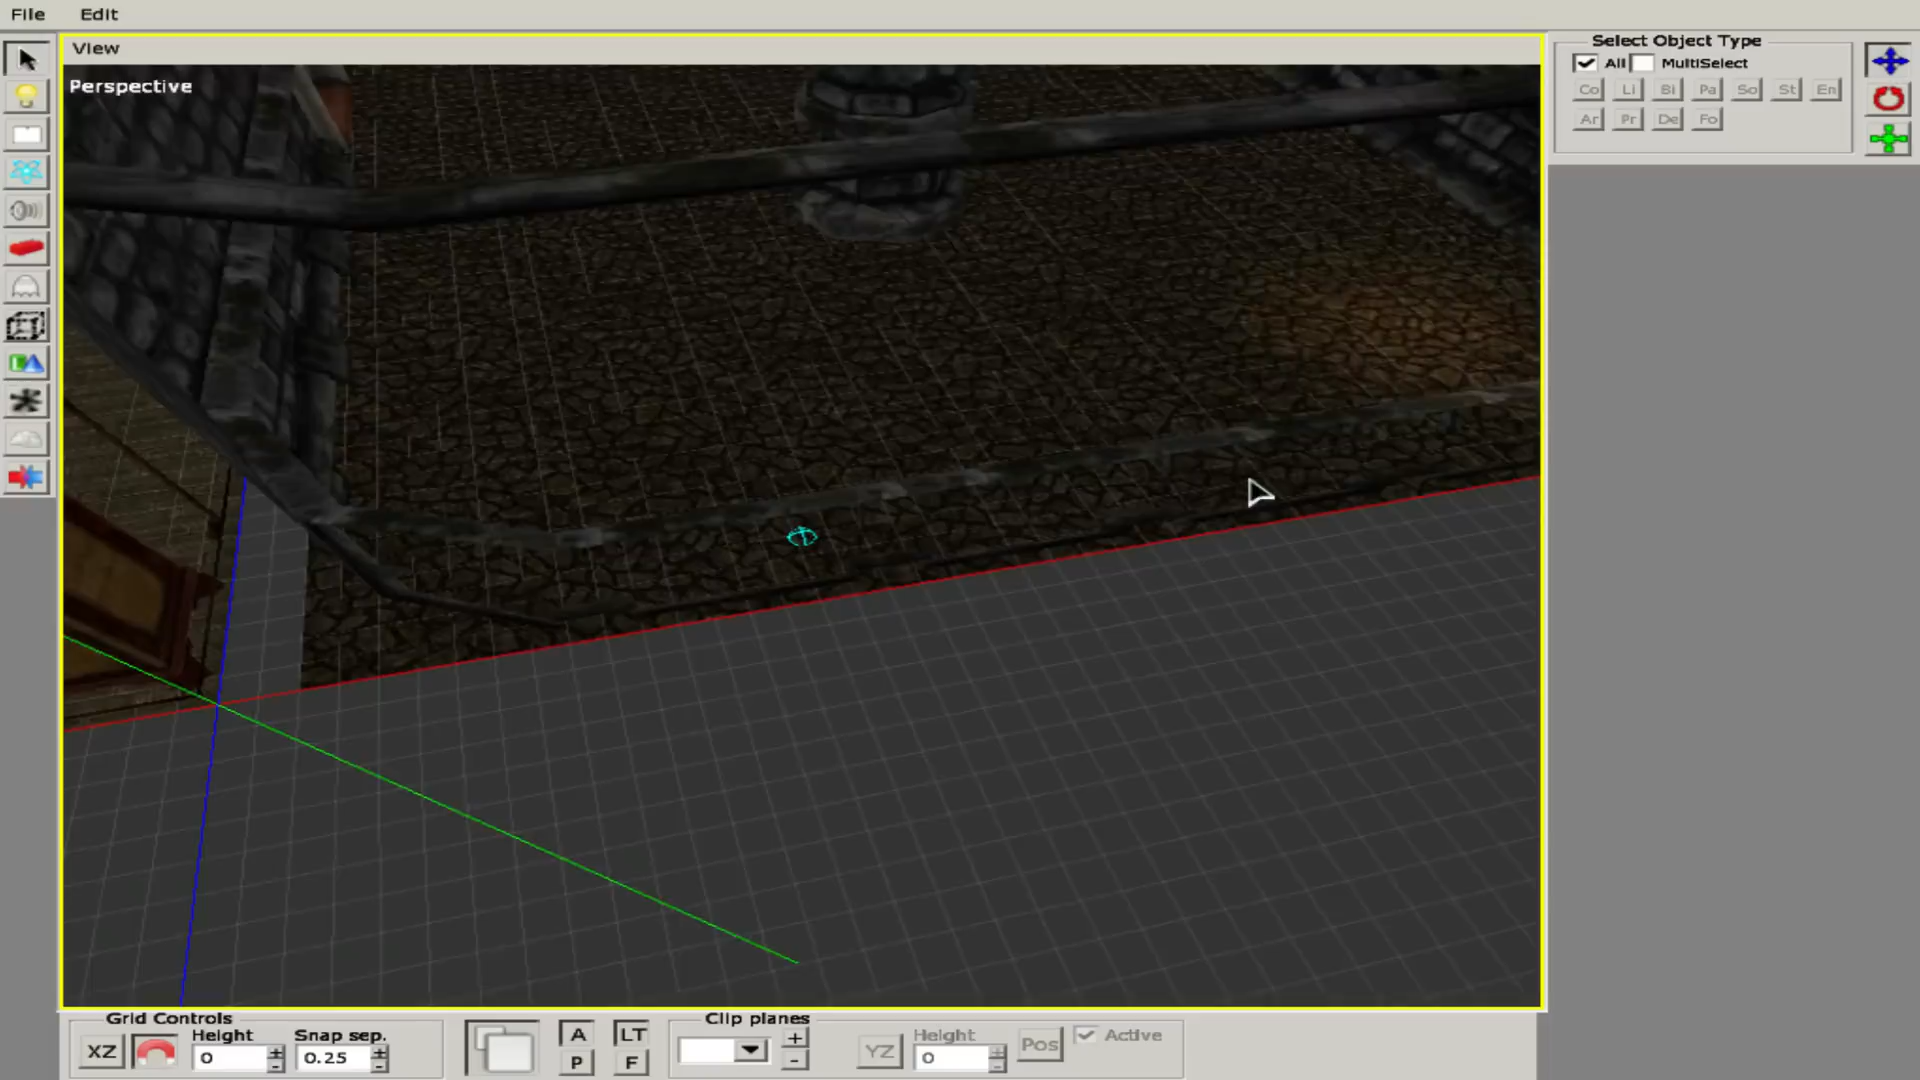 File Edit
View
Perspective
Select Object Type
All MultiSelect
Co Li Bi Pa So St En
Ar Pr De Fo
Grid Controls
Height Snap sep.
XZ 0 0.25
A LT
P F
Clip planes
+
-
YZ Height 0 Pos Active